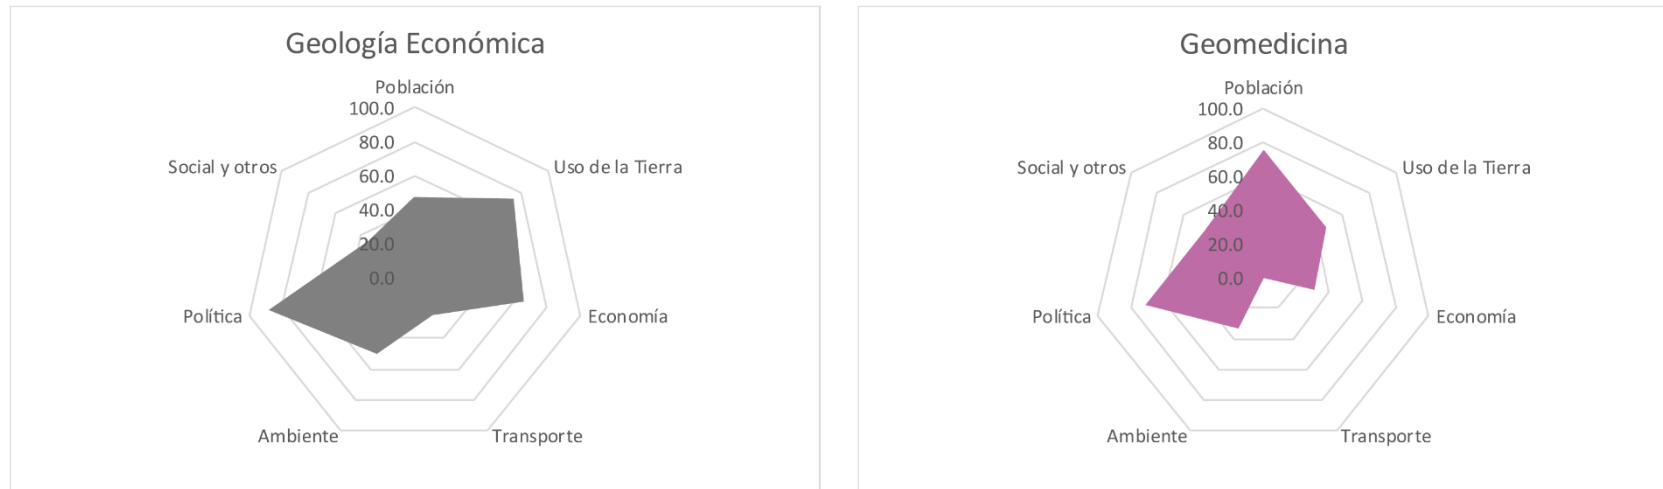 Geología Económica
Población
100.0
80.0
60.0
40.0
20.0
0.0
Social y otros
Uso de la Tierra
Política
Economía
Ambiente
Transporte
Geomedicina
Población
100.0
80.0
60.0
40.0
20.0
0.0
Social y otros
Uso de la Tierra
Política
Economía
Ambiente
Transporte